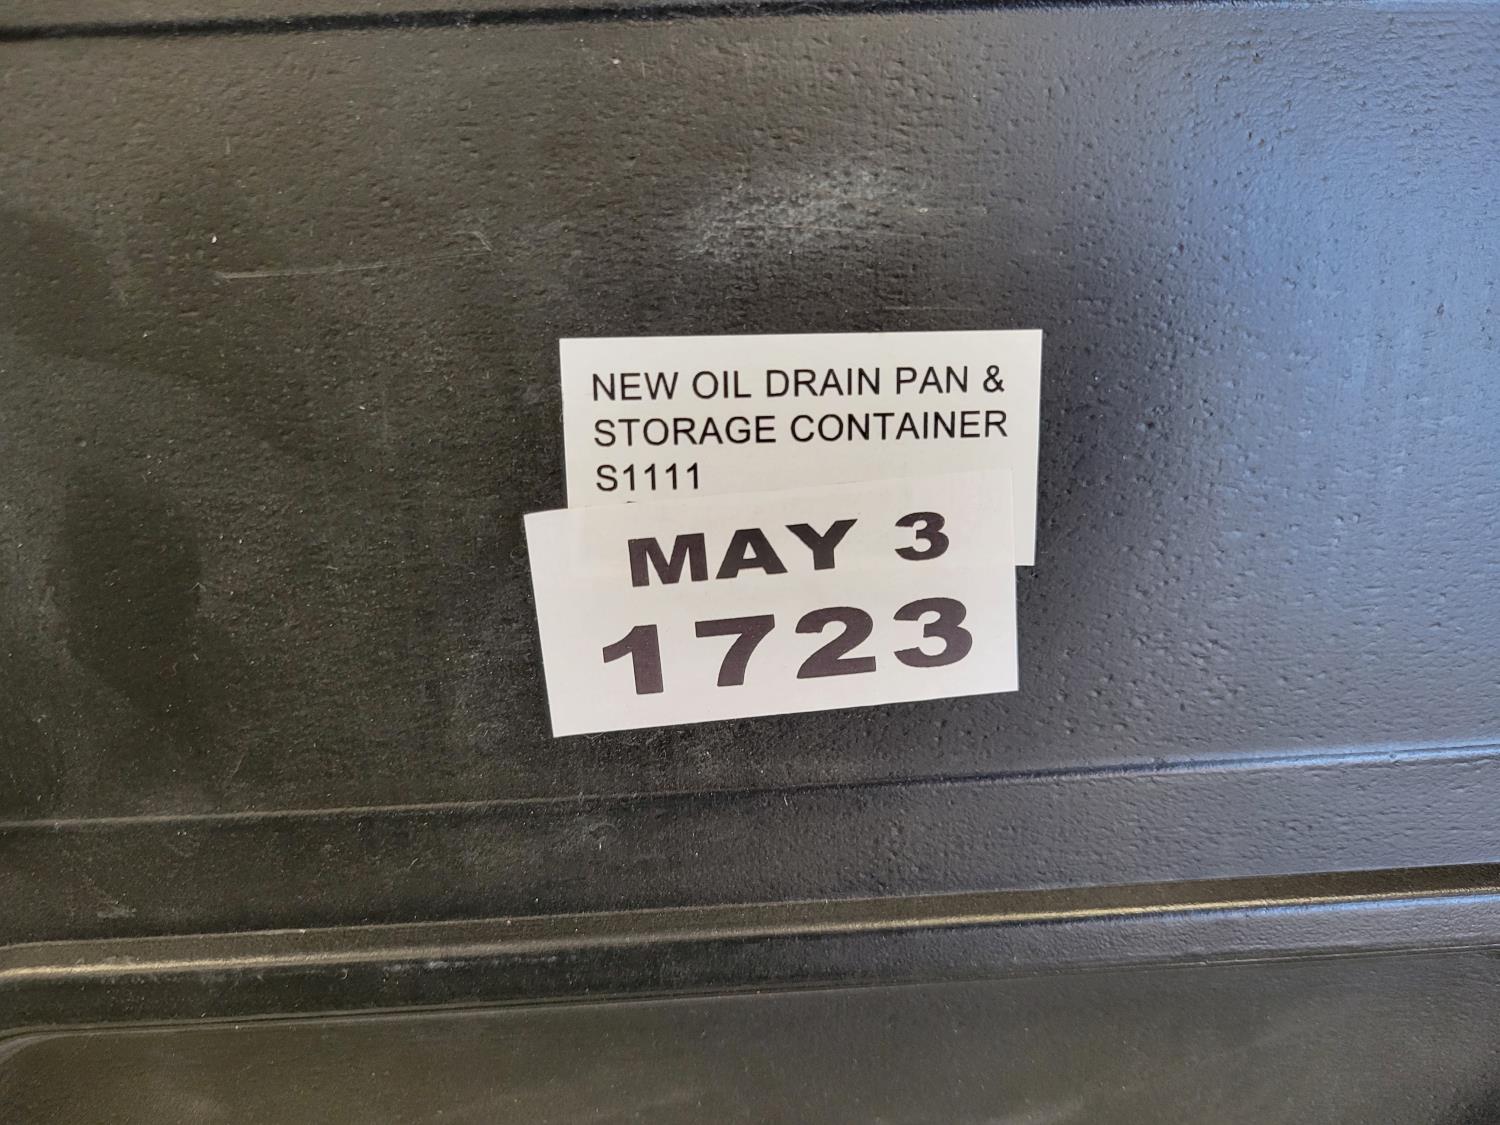 NEW OIL DRAIN PAN &
STORAGE CONTAINER
S1111
MAY 3
1723